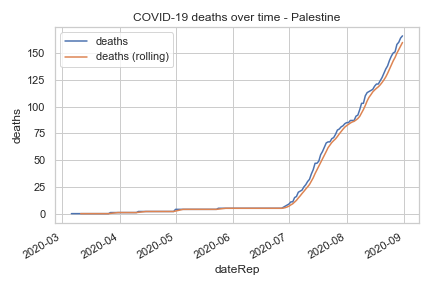 COVID-19 deaths over time - Palestine
deaths
deaths (rolling)
deaths
150
125
100
75
50
25
0
2020-03
2020-04
2020-05
2020-06
2020-07
2020-08
2020-09
dateRep